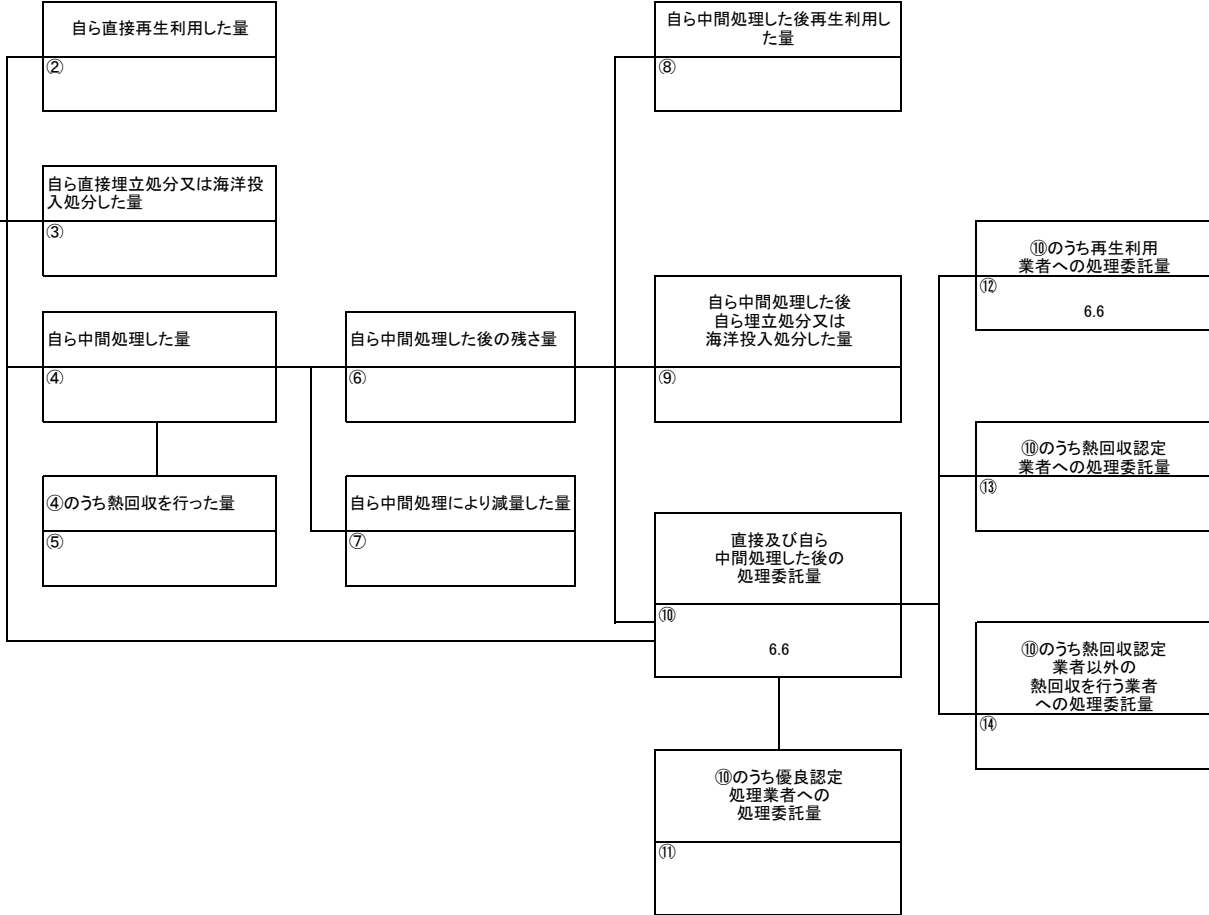 自ら直接再生利用した量
②
自ら直接埋立処分又は海洋投
入処分した量
③
自ら中間処理した量
④
④のうち熱回収を行った量
⑤
自ら中間処理した後の残さ量
⑥
自ら中間処理により減量した量
⑦
自ら中間処理した後再生利用し
た量
⑧
自ら中間処理した後
自ら埋立処分又は
海洋投入処分した量
⑨
直接及び自ら
中間処理した後の
処理委託量
⑩
6.6
⑩のうち優良認定
処理業者への
処理委託量
⑪
⑩のうち再生利用
業者への処理委託量
⑫
6.6
⑩のうち熱回収認定
業者への処理委託量
⑬
⑩のうち熱回収認定
業者以外の
熱回収を行う業者
への処理委託量
⑭